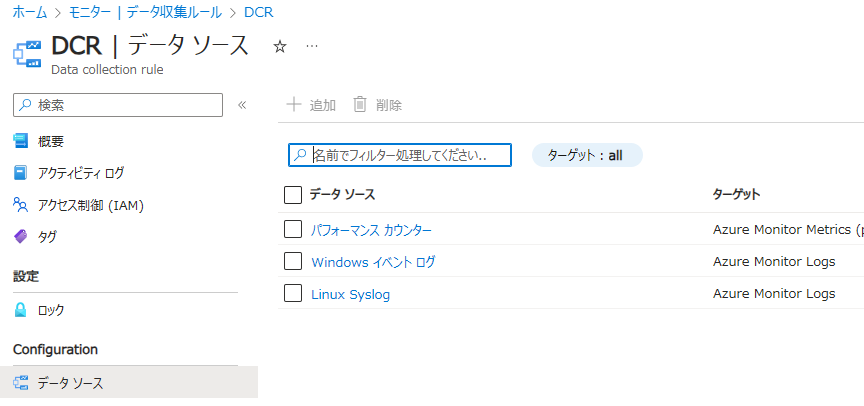 ホーム > モニター | データ収集ルール > DCR
DCR | データ ソース ☆ …
Data collection rule
検索 «
＋ 追加 削除
概要
アクティビティ ログ
アクセス制御 (IAM)
タグ
設定
ロック
Configuration
データ ソース
名前でフィルター処理してください..
ターゲット : all
データ ソース ターゲット
パフォーマンス カウンター Azure Monitor Metrics (
Windows イベント ログ Azure Monitor Logs
Linux Syslog Azure Monitor Logs